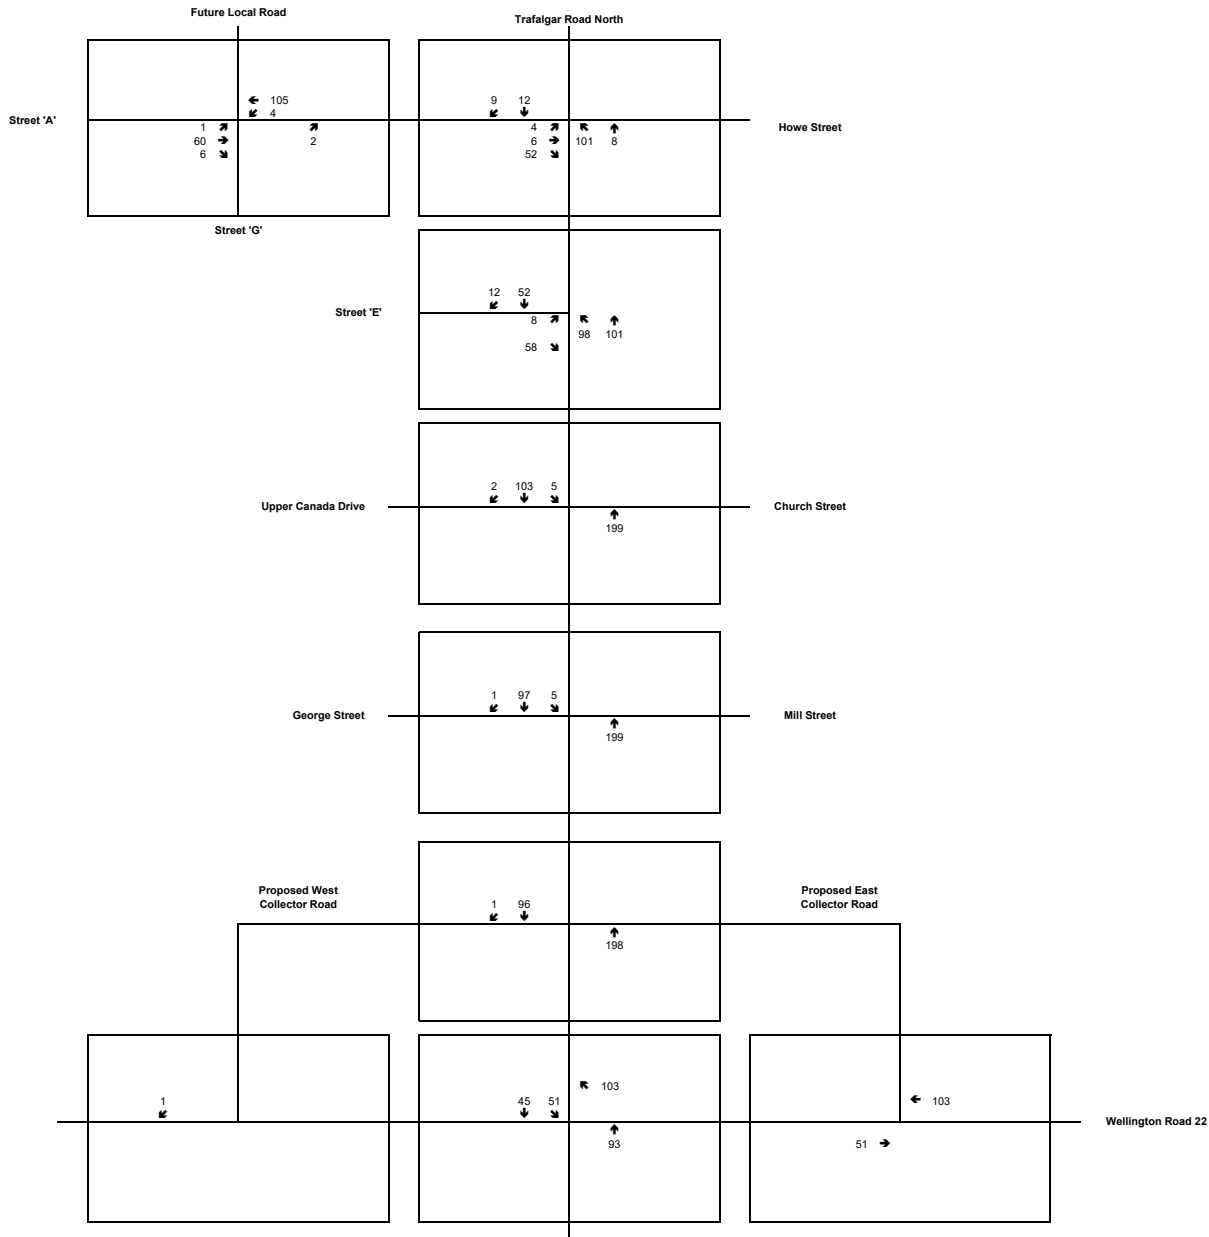 Future Local Road
Trafalgar Road North
105
4
9 12
Street 'A'
1
60
6
2
4
6
52
101 8
Howe Street
Street 'G'
12 52
Street 'E'
8
98 101
58
2 103 5
Upper Canada Drive
Church Street
199
1 97 5
George Street
Mill Street
199
Proposed West
Collector Road
1 96
Proposed East
Collector Road
198
103
1
45 51
103
Wellington Road 22
93
51